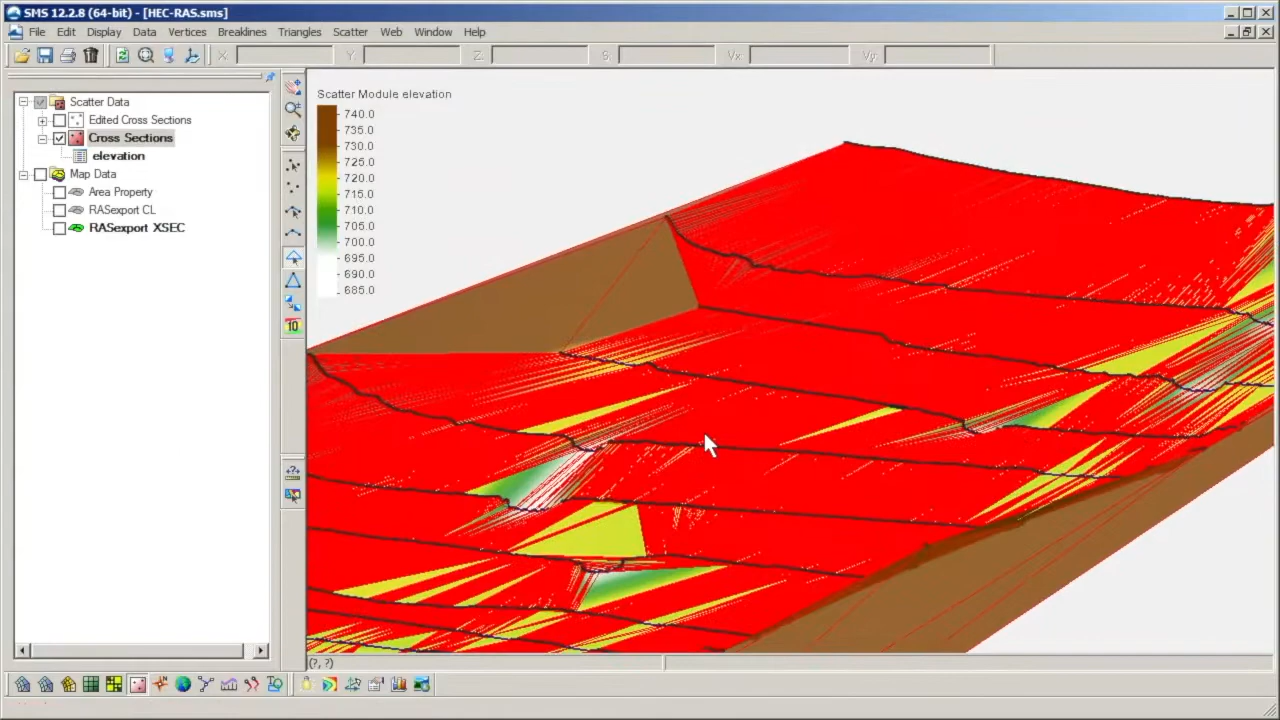 SMS 12.2.8 (64-bit) - [HEC-RAS.sms]
File Edit Display Data Vertices Breaklines Triangles Scatter Web Window Help
X: Y: Z: S: Vx: Vy:
Scatter Data
Edited Cross Sections
Cross Sections
elevation
Map Data
Area Property
RASexport CL
RASexport XSEC
Scatter Module elevation
740.0
735.0
730.0
725.0
720.0
715.0
710.0
705.0
700.0
695.0
690.0
685.0
10
(?, ?)